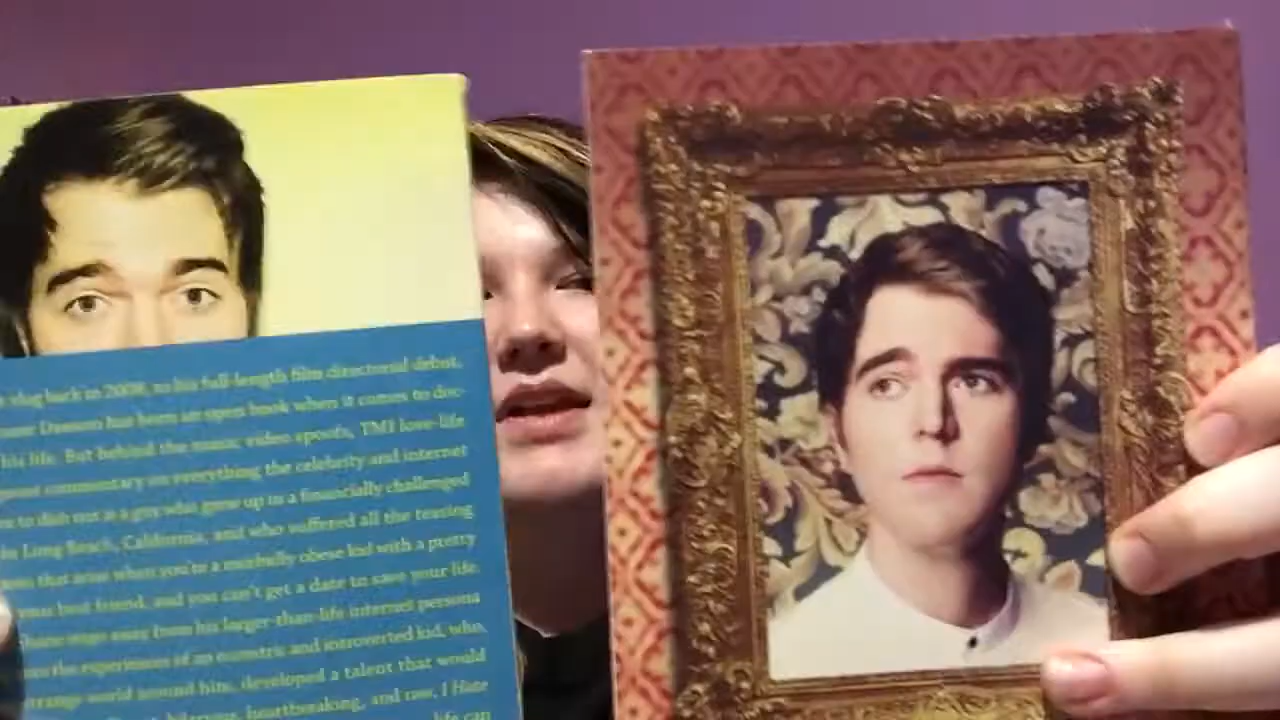 vlog back in 2008, to his full-length film directorial debut,
Dawson has been an open book when it comes to doc-
his life. But behind the music video spoofs, TMI love-life
commentary on everything the celebrity and internet
to dish out is a guy who grew up in a financially challenged
Long Beach, California, and who suffered all the teasing
that arise when you're a morbidly obese kid with a pretty
best friend, and you can't get a date to save your life.
away from his larger-than-life internet persona
the experiences of an eccentric and introverted kid, who,
world around him, developed a talent that would
heartbreaking, and raw, I Hate
life can